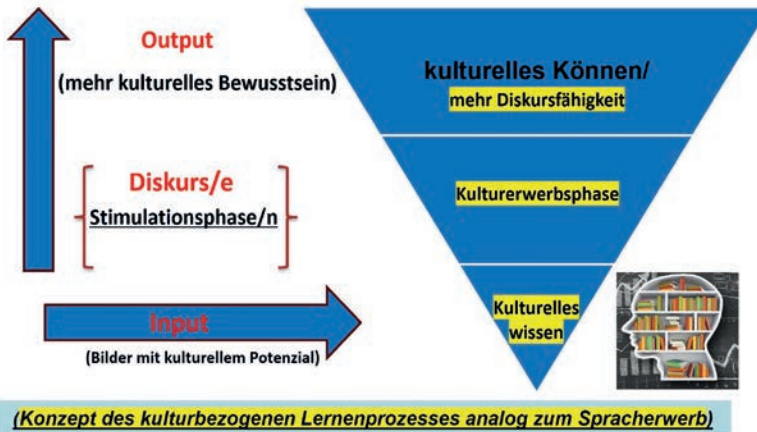 Output
(mehr kulturelles Bewusstsein)
Diskurs/e
Stimulationsphase/n
Input
(Bilder mit kulturellem Potenzial)
kulturelles Können/
mehr Diskursfähigkeit
Kulturerwerbsphase
Kulturelles
wissen
(Konzept des kulturbezogenen Lernenprozesses analog zum Spracherwerb)